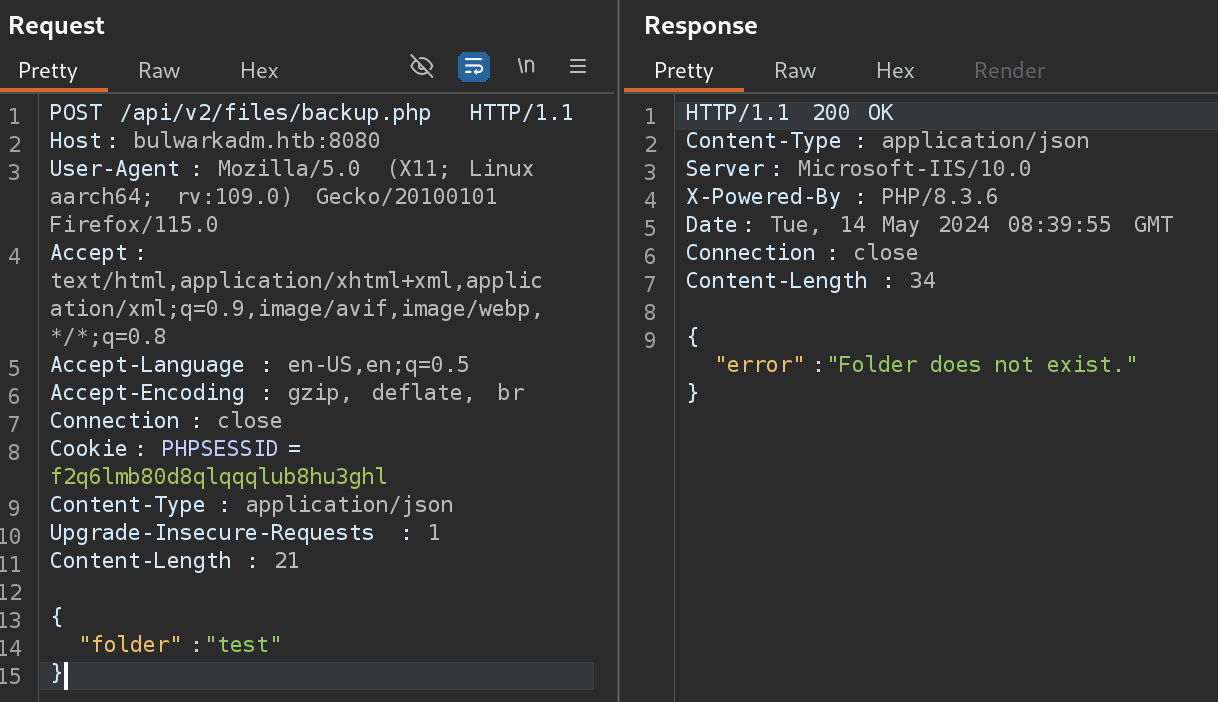 Request
Pretty Raw Hex \n
1 POST /api/v2/files/backup.php HTTP/1.1
2 Host: bulwarkadm.htb:8080
3 User-Agent : Mozilla/5.0 (X11; Linux
aarch64; rv:109.0) Gecko/20100101
Firefox/115.0
4 Accept:
text/html,application/xhtml+xml,applic
ation/xml;q=0.9,image/avif,image/webp,
*/*;q=0.8
5 Accept-Language : en-US,en;q=0.5
6 Accept-Encoding : gzip, deflate, br
7 Connection : close
8 Cookie: PHPSESSID =
f2q6lmb80d8qlqqqlub8hu3ghl
9 Content-Type : application/json
10 Upgrade-Insecure-Requests : 1
11 Content-Length : 21
12
13 {
14 "folder" :"test"
15 }
Response
Pretty Raw Hex Render
1 HTTP/1.1 200 OK
2 Content-Type : application/json
3 Server: Microsoft-IIS/10.0
4 X-Powered-By : PHP/8.3.6
5 Date: Tue, 14 May 2024 08:39:55 GMT
6 Connection : close
7 Content-Length : 34
8
9 {
"error" :"Folder does not exist."
}